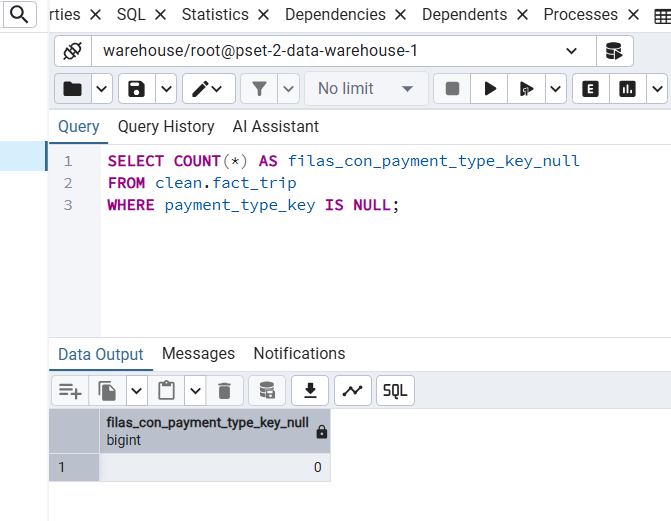 rties SQL Statistics Dependencies Dependents Processes
warehouse/root@pset-2-data-warehouse-1
No limit E
Query Query History AI Assistant
1 SELECT COUNT(*) AS filas_con_payment_type_key_null
2 FROM clean.fact_trip
3 WHERE payment_type_key IS NULL;
Data Output Messages Notifications
SQL
filas_con_payment_type_key_null
bigint
1 0